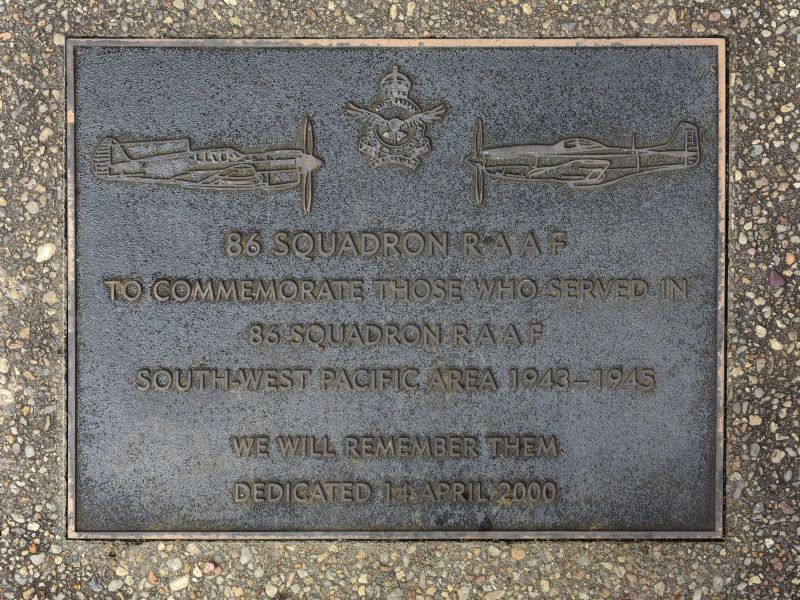 86 SQUADRON R A A F
TO COMMEMORATE THOSE WHO SERVED IN
86 SQUADRON R A A F
SOUTH-WEST PACIFIC AREA 1943–1945
WE WILL REMEMBER THEM
DEDICATED 14 APRIL 2000